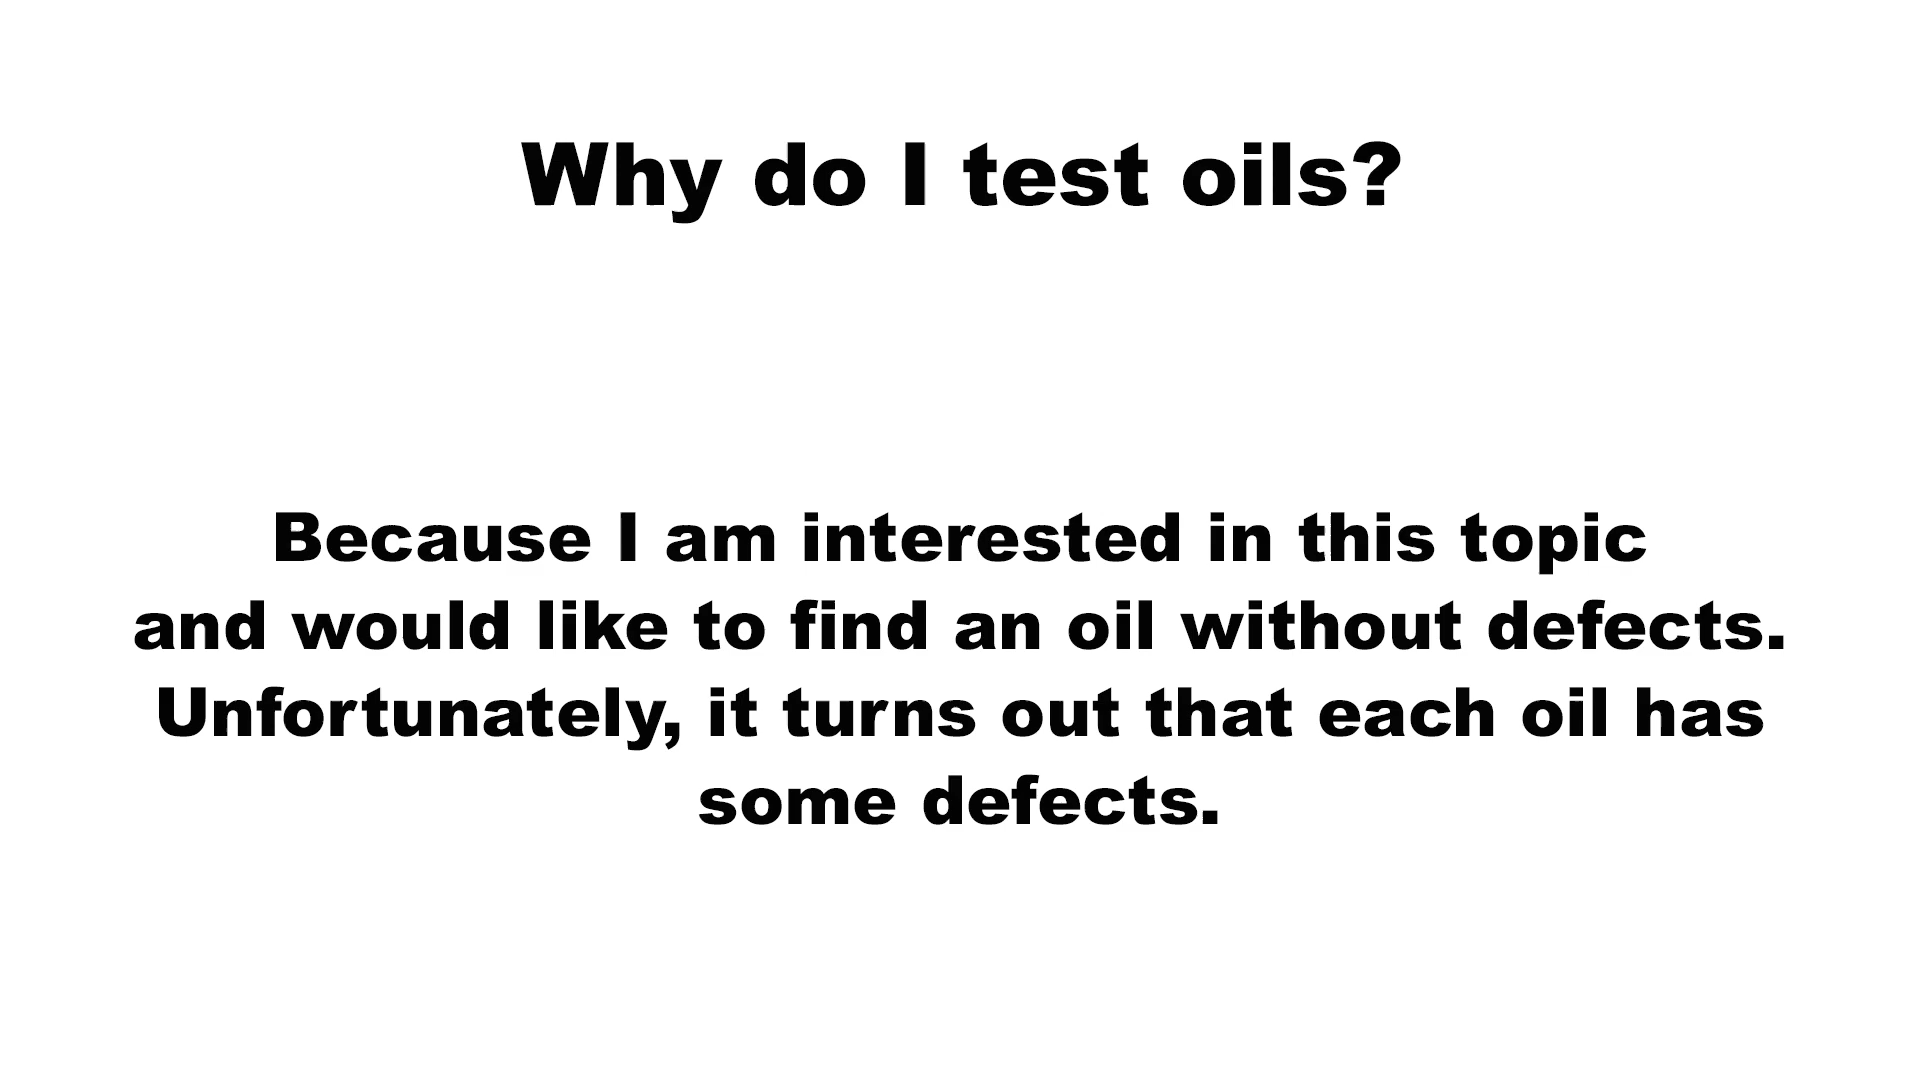 Why do I test oils?
Because I am interested in this topic
and would like to find an oil without defects.
Unfortunately, it turns out that each oil has
some defects.